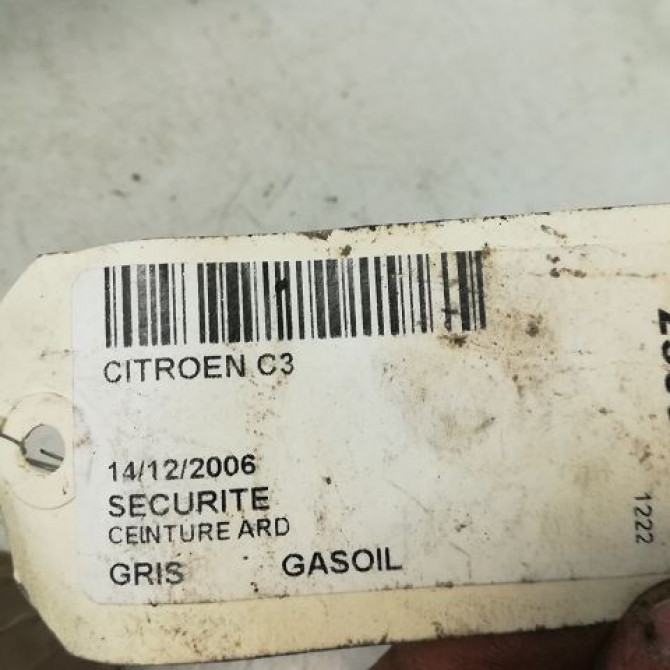 CITROEN C3
14/12/2006
SECURITE
CEINTURE ARD
GRIS GASOIL
1222